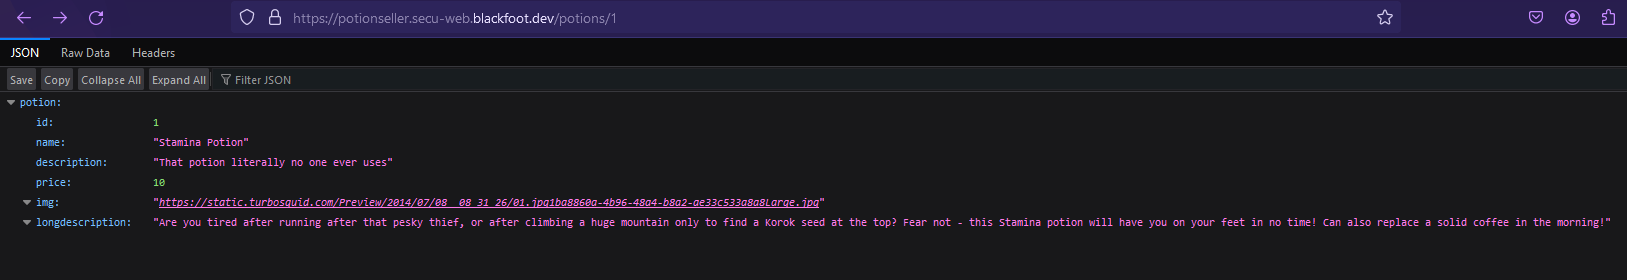 https://potionseller.secu-web.blackfoot.dev/potions/1
JSON Raw Data Headers
Save Copy Collapse All Expand All Filter JSON
potion:
id: 1
name: "Stamina Potion"
description: "That potion literally no one ever uses"
price: 10
img: "https://static.turbosquid.com/Preview/2014/07/08__08_31_26/01.jpg1ba8860a-4b96-48a4-b8a2-ae33c533a8a8Large.jpg"
longdescription: "Are you tired after running after that pesky thief, or after climbing a huge mountain only to find a Korok seed at the top? Fear not - this Stamina potion will have you on your feet in no time! Can also replace a solid coffee in the morning!"